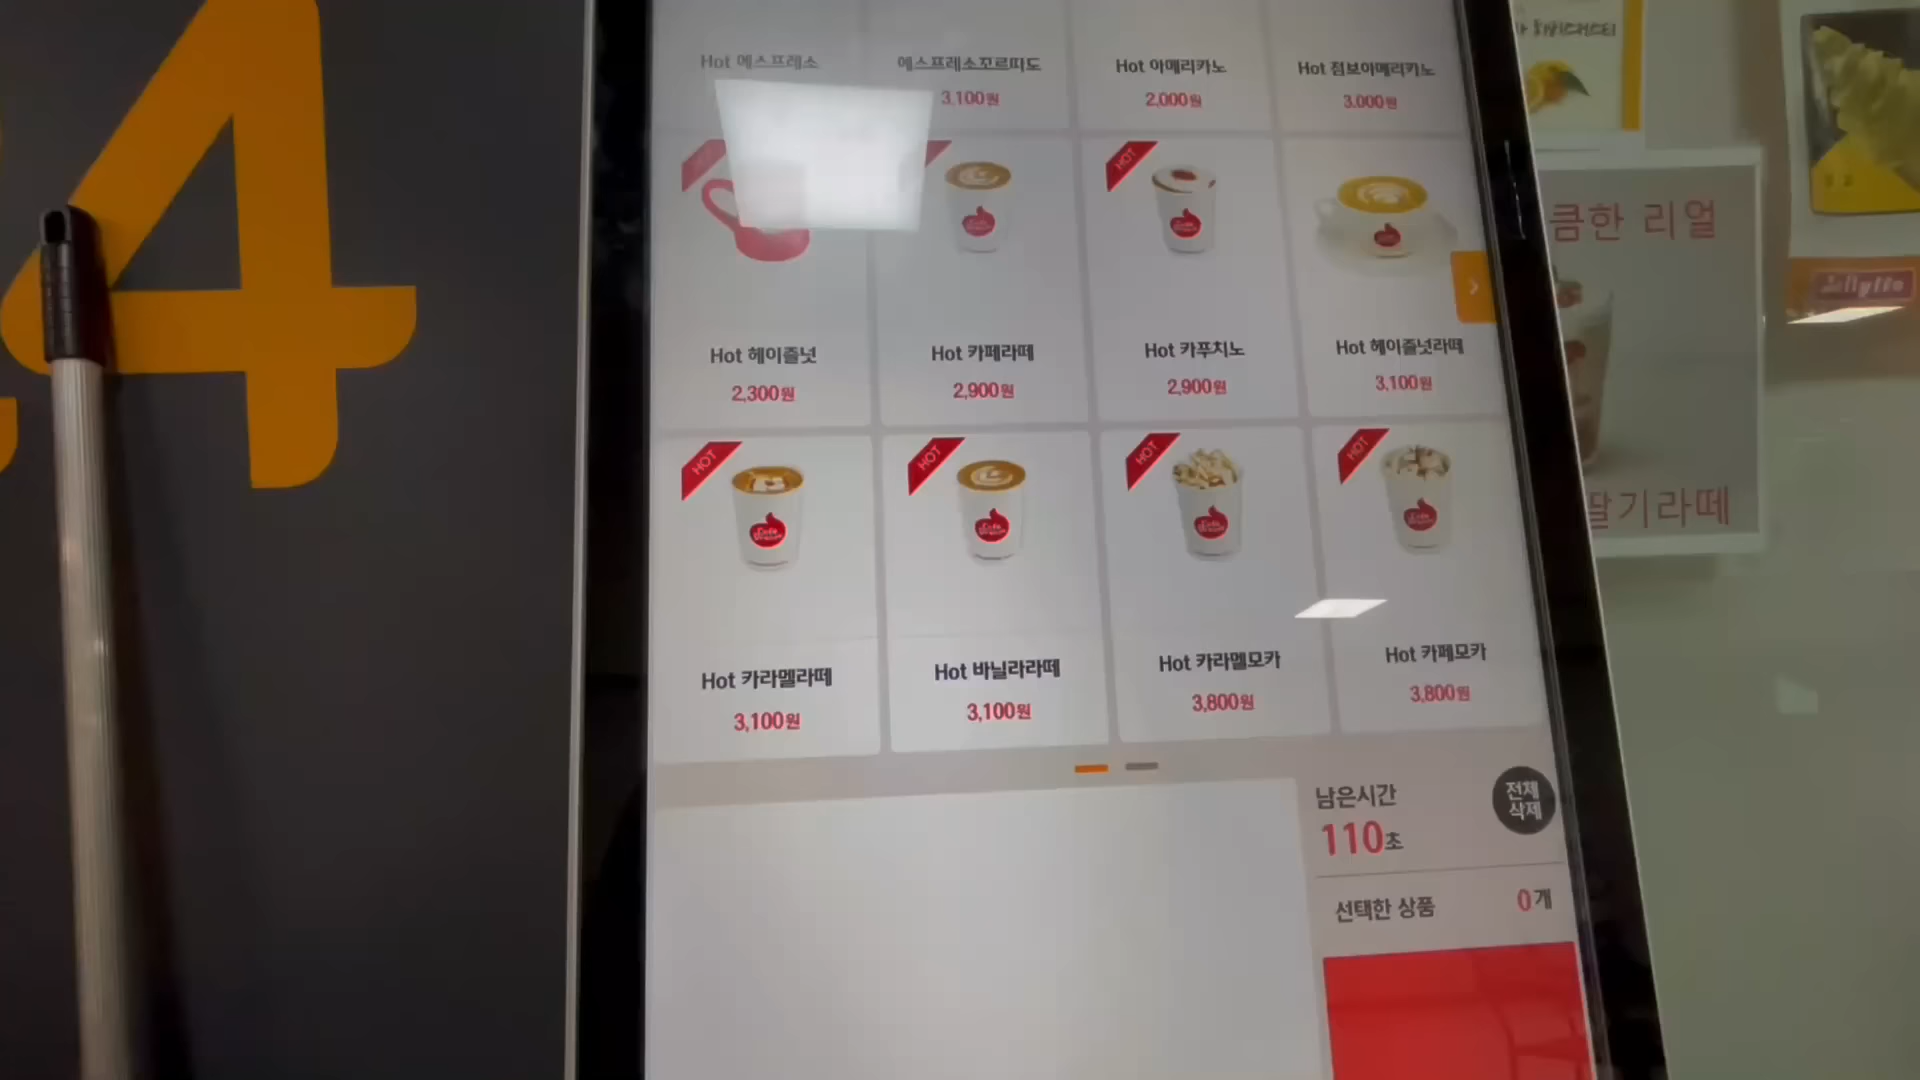 4
Hot 에스프레소
에스프레소꼬르따도
Hot 아메리카노
Hot 점보아메리카노
3,100원
2,000원
3,000원
HOT
Hot 헤이즐넛
Hot 카페라떼
Hot 카푸치노
Hot 헤이즐넛라떼
2,300원
2,900원
2,900원
3,100원
HOT
HOT
HOT
HOT
Hot 카라멜라떼
Hot 바닐라라떼
Hot 카라멜모카
Hot 카페모카
3,100원
3,100원
3,800원
3,800원
남은시간
110초
전체
삭제
선택한 상품
0개
큼한 리얼
딸기라떼